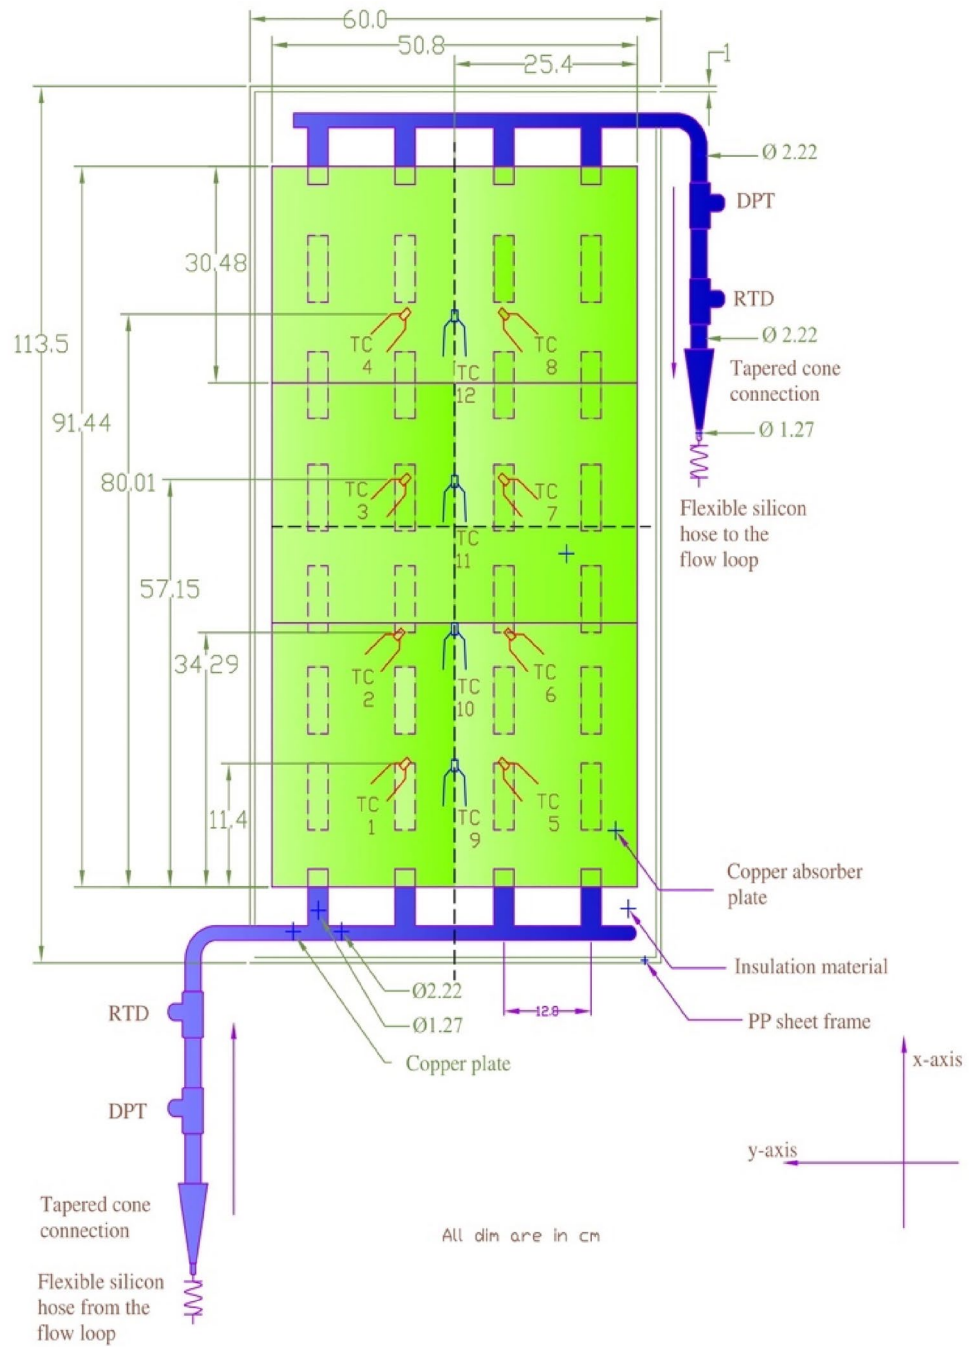 60.0
50.8
25.4
1
Ø 2.22
DPT
30.48
RTD
113.5
Ø 2.22
TC
4
TC
8
TC
12
Tapered cone
connection
91.44
Ø 1.27
80.01
TC
3
TC
7
Flexible silicon
hose to the
flow loop
TC
11
57.15
34.29
TC
2
TC
10
TC
6
11.4
TC
1
TC
9
TC
5
Copper absorber
plate
Insulation material
Ø2.22
12.8
RTD
Ø1.27
PP sheet frame
Copper plate
x-axis
DPT
y-axis
Tapered cone
connection
All dim are in cm
Flexible silicon
hose from the
flow loop